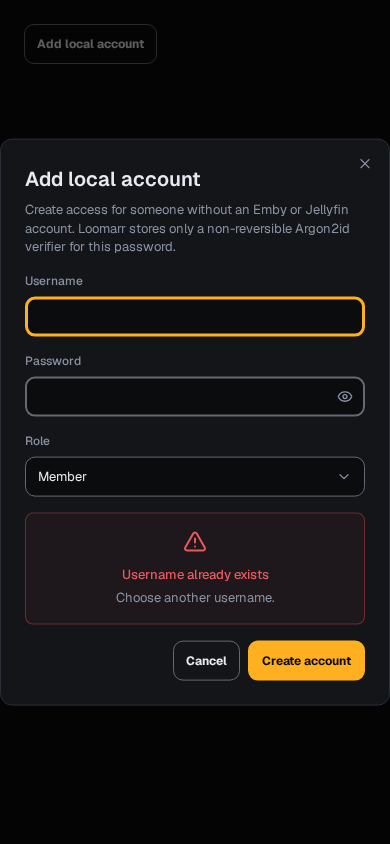 Add local account
Add local account
Create access for someone without an Emby or Jellyfin
account. Loomarr stores only a non-reversible Argon2id
verifier for this password.
Username
Password
Role
Member
Username already exists
Choose another username.
Cancel
Create account